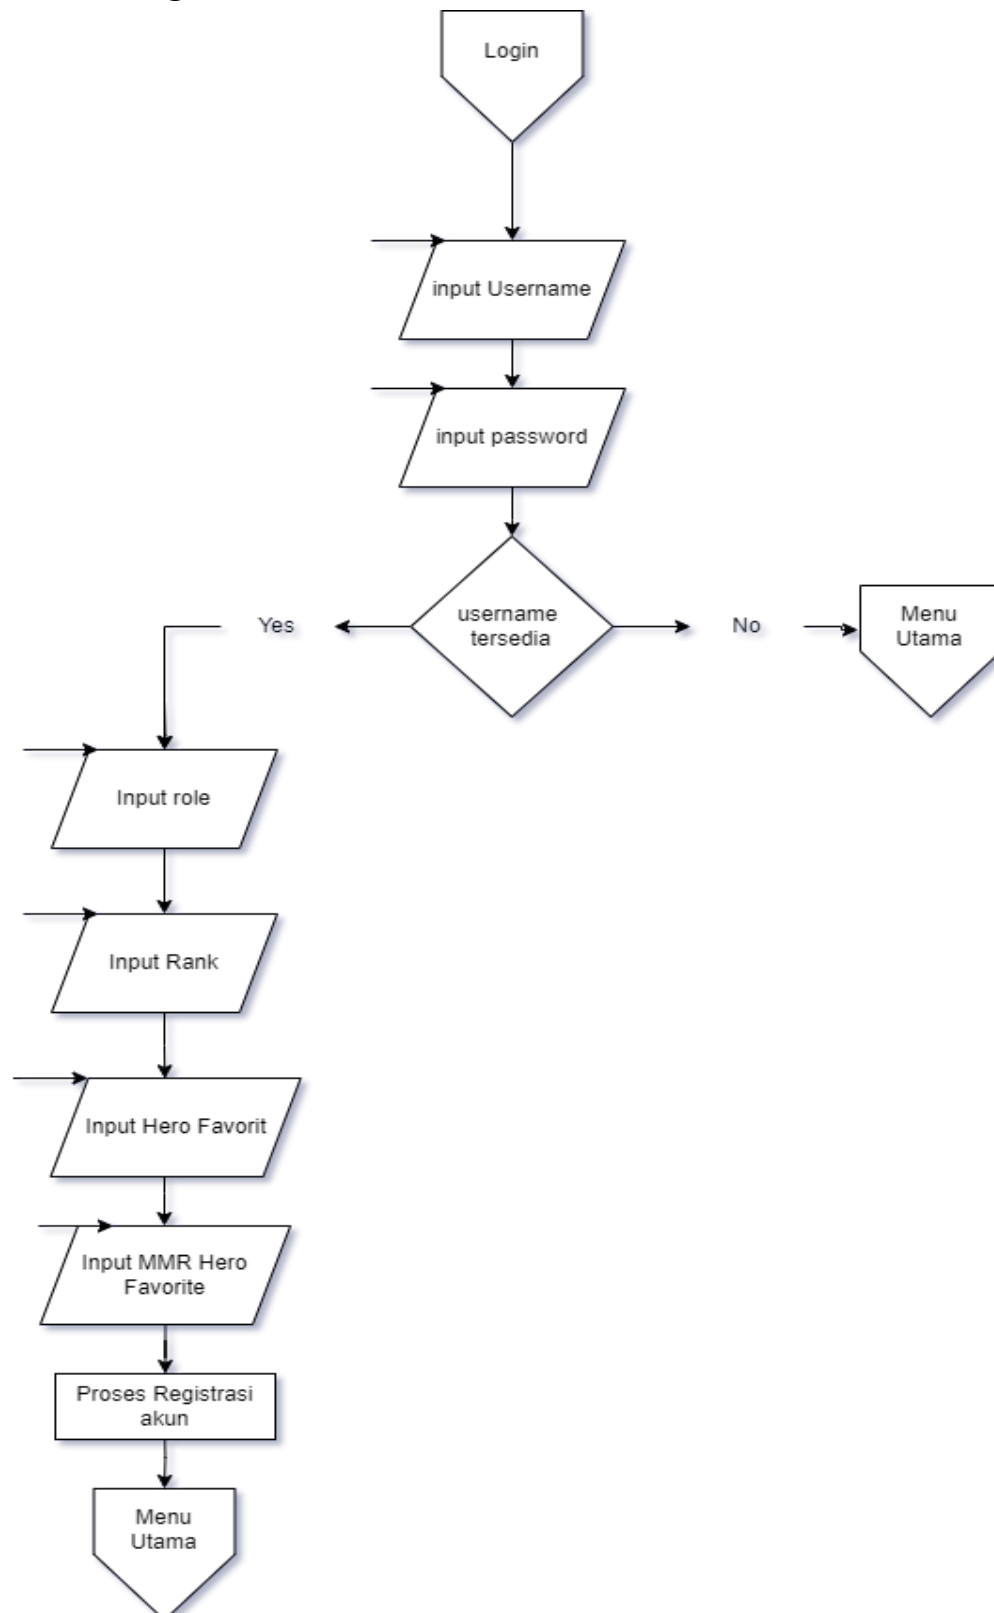 Login
input Username
input password
username
tersedia
Yes
No
Menu
Utama
Input role
Input Rank
Input Hero Favorit
Input MMR Hero
Favorite
Proses Registrasi
akun
Menu
Utama